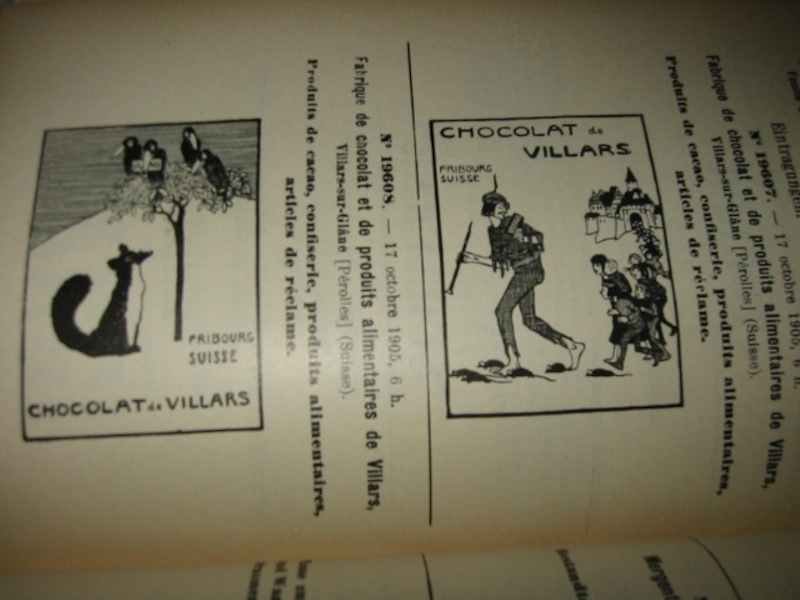 Eintragungen
Nº 19607. — 17 octobre 1905, 6 h.
Fabrique de chocolat et de produits alimentaires de Villars,
Villars-sur-Glâne [Pérolles] (Suisse).
Produits de cacao, confiserie, produits alimentaires,
articles de réclame.
CHOCOLAT de
VILLARS
FRIBOURG
SUISSE
Nº 19608. — 17 octobre 1905, 6 h.
Fabrique de chocolat et de produits alimentaires de Villars,
Villars-sur-Glâne [Pérolles] (Suisse).
Produits de cacao, confiserie, produits alimentaires,
articles de réclame.
FRIBOURG
SUISSE
CHOCOLAT de VILLARS